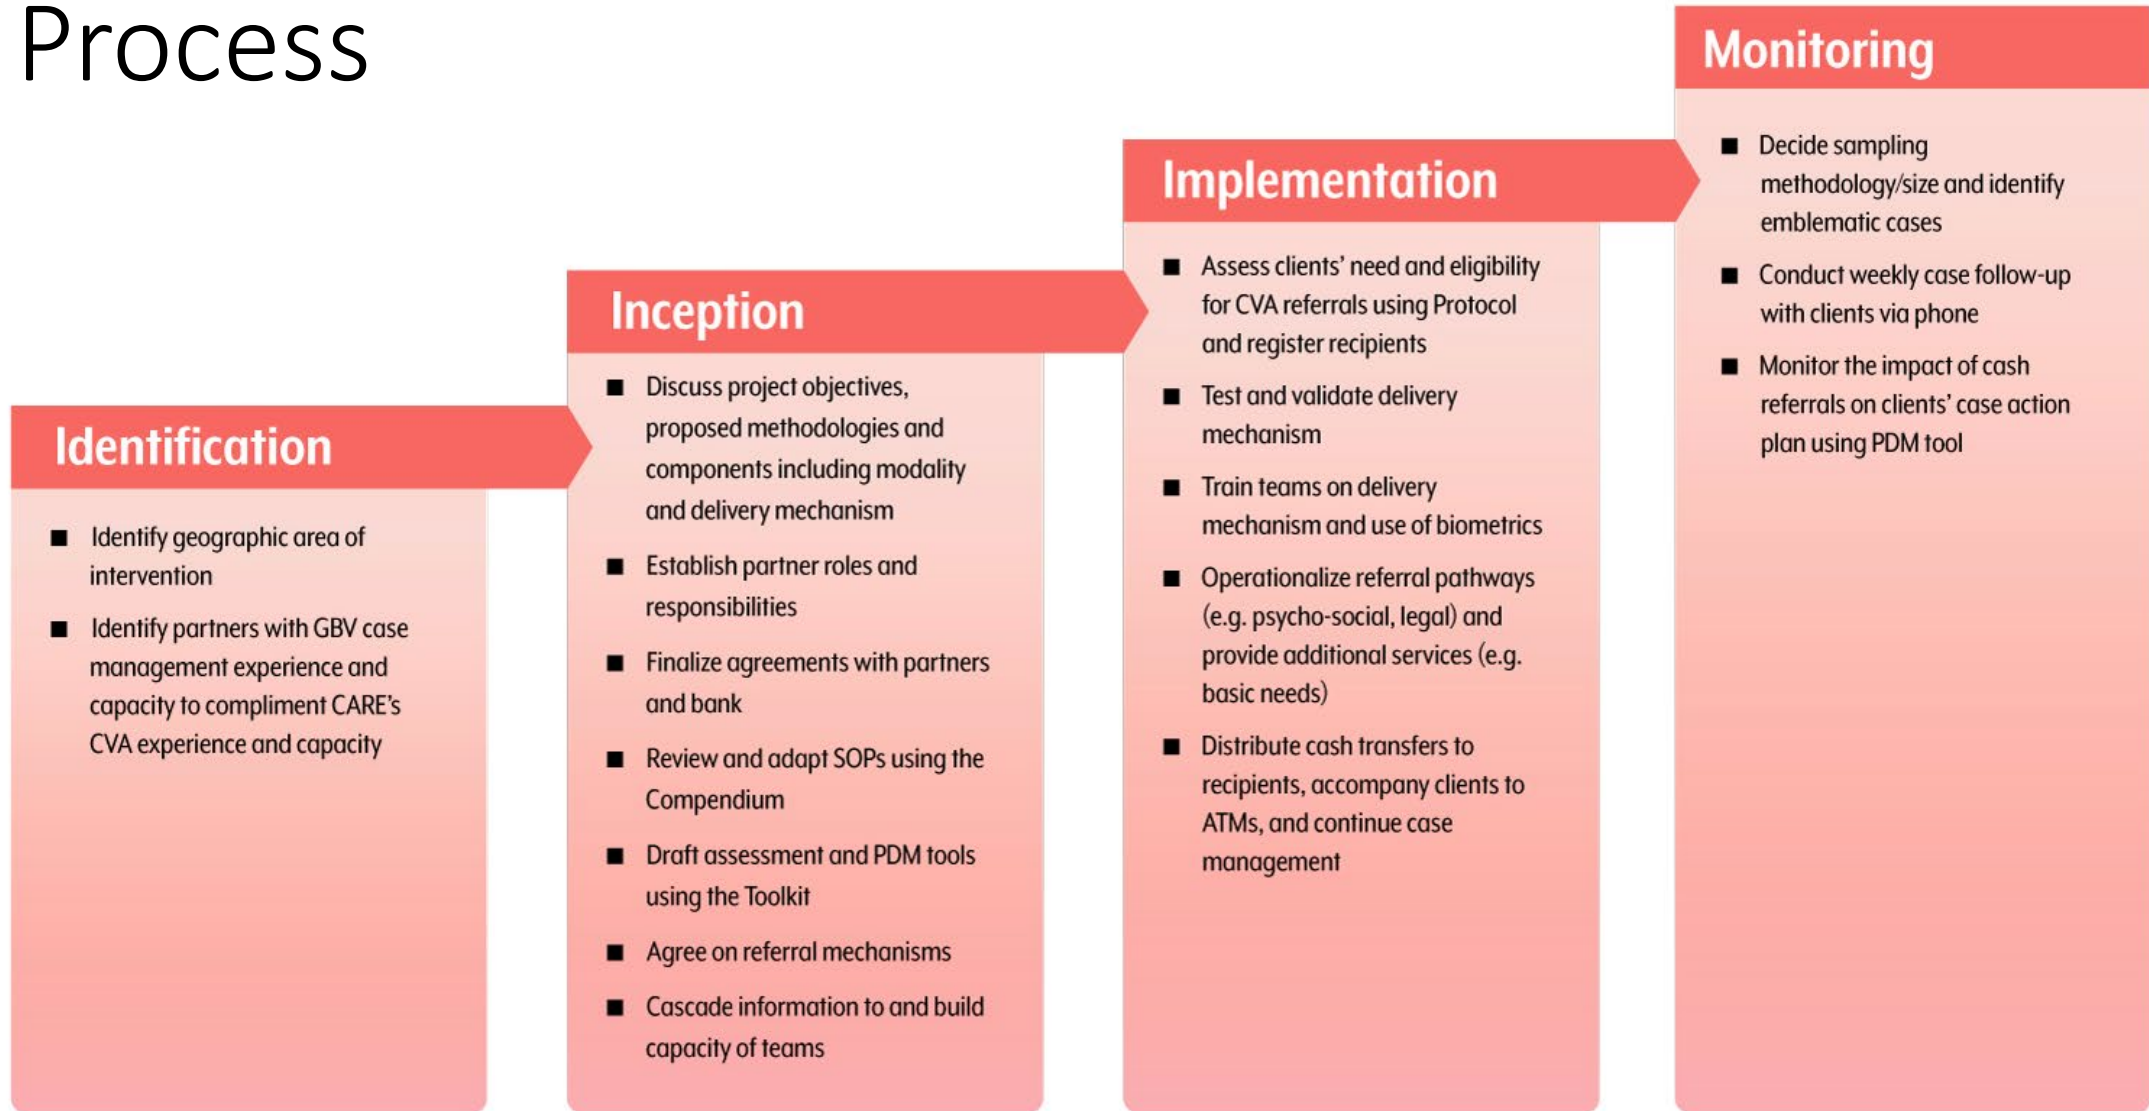 Process
Identification
■ Identify geographic area of
intervention
■ Identify partners with GBV case
management experience and
capacity to compliment CARE's
CVA experience and capacity
Inception
■ Discuss project objectives,
proposed methodologies and
components including modality
and delivery mechanism
■ Establish partner roles and
responsibilities
■ Finalize agreements with partners
and bank
■ Review and adapt SOPs using the
Compendium
■ Draft assessment and PDM tools
using the Toolkit
■ Agree on referral mechanisms
■ Cascade information to and build
capacity of teams
Implementation
■ Assess clients' need and eligibility
for CVA referrals using Protocol
and register recipients
■ Test and validate delivery
mechanism
■ Train teams on delivery
mechanism and use of biometrics
■ Operationalize referral pathways
(e.g. psycho-social, legal) and
provide additional services (e.g.
basic needs)
■ Distribute cash transfers to
recipients, accompany clients to
ATMs, and continue case
management
Monitoring
■ Decide sampling
methodology/size and identify
emblematic cases
■ Conduct weekly case follow-up
with clients via phone
■ Monitor the impact of cash
referrals on clients' case action
plan using PDM tool